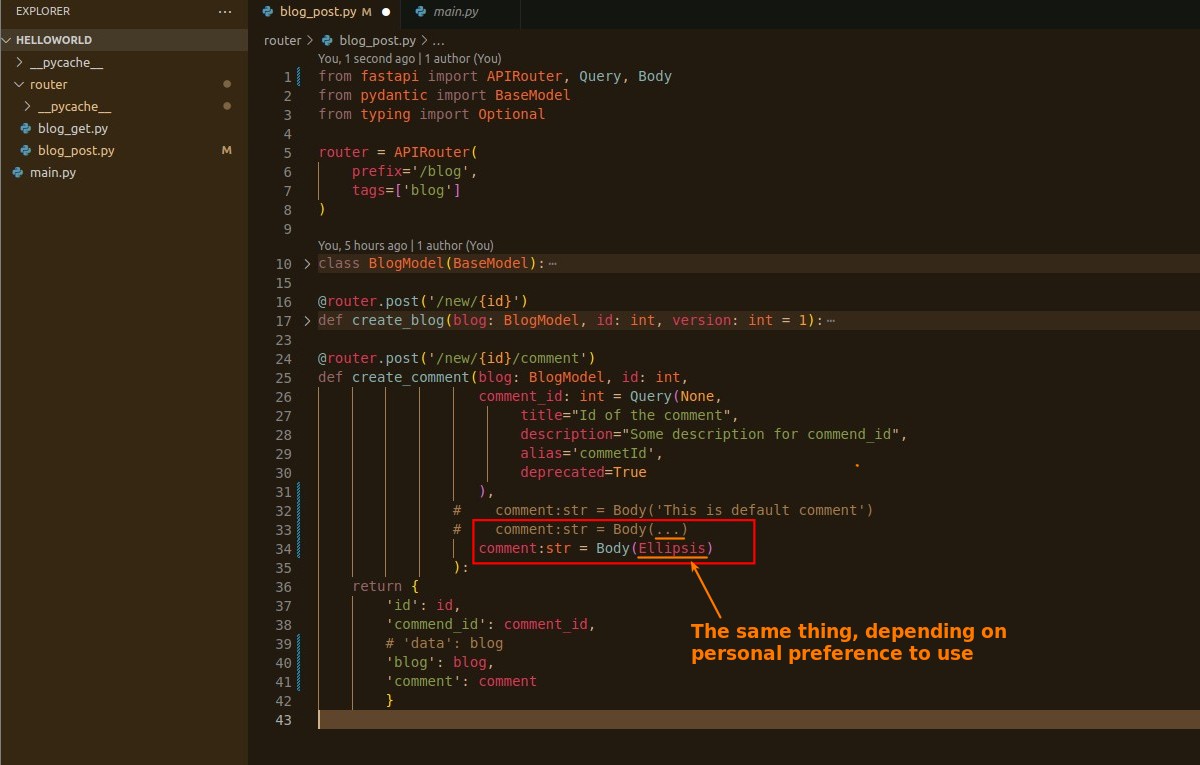 EXPLORER ...
HELLOWORLD
__pycache__
router
__pycache__
blog_get.py
blog_post.py M
main.py
blog_post.py M main.py
router > blog_post.py > ...
You, 1 second ago | 1 author (You)
1 from fastapi import APIRouter, Query, Body
2 from pydantic import BaseModel
3 from typing import Optional
4
5 router = APIRouter(
6 prefix='/blog',
7 tags=['blog']
8 )
9
You, 5 hours ago | 1 author (You)
10 class BlogModel(BaseModel):⋯
15
16 @router.post('/new/{id}')
17 def create_blog(blog: BlogModel, id: int, version: int = 1):⋯
23
24 @router.post('/new/{id}/comment')
25 def create_comment(blog: BlogModel, id: int,
26 comment_id: int = Query(None,
27 title="Id of the comment",
28 description="Some description for commend_id",
29 alias='commetId',
30 deprecated=True
31 ),
32 # comment:str = Body('This is default comment')
33 # comment:str = Body(...)
34 comment:str = Body(Ellipsis)
35 ):
36 return {
37 'id': id,
38 'commend_id': comment_id,
39 # 'data': blog
40 'blog': blog,
41 'comment': comment
42 }
43
The same thing, depending on
personal preference to use